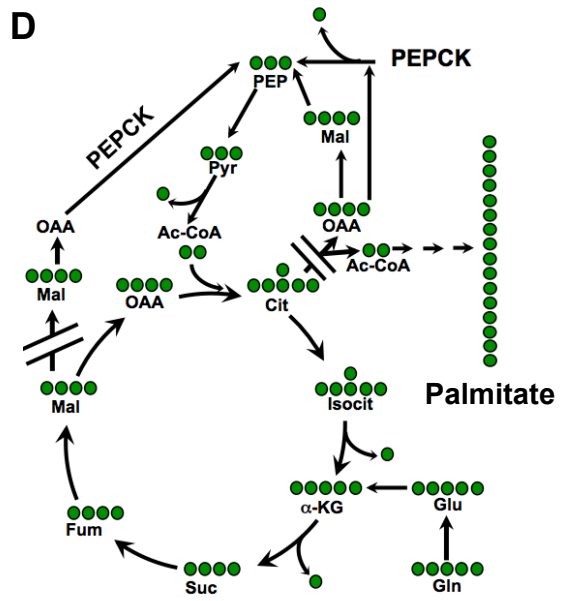 D
PEPCK
PEP
PEPCK
Mal
Pyr
OAA
Ac-CoA
OAA
Ac-CoA
Mal
OAA
Cit
Mal
Isocit
Palmitate
α-KG
Glu
Fum
Suc
Gln